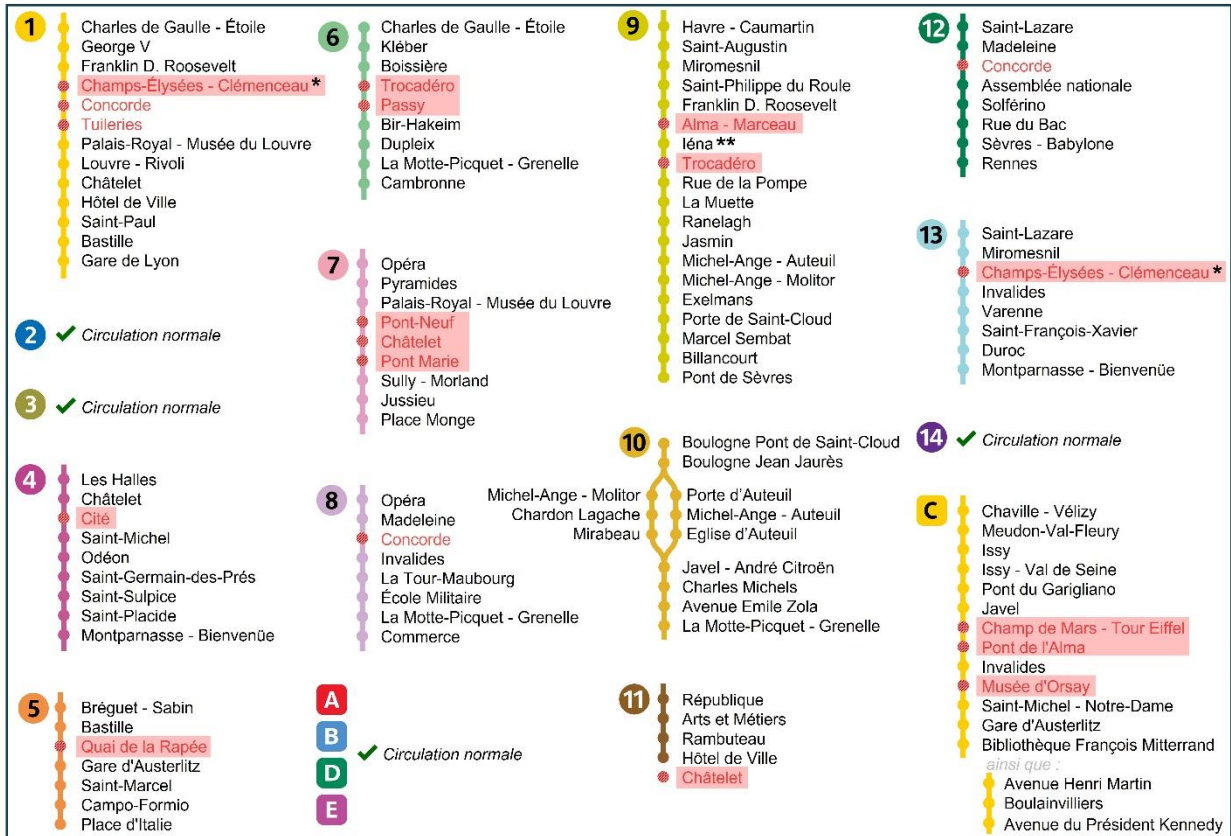 1
Charles de Gaulle - Étoile
George V
Franklin D. Roosevelt
Champs-Élysées - Clémenceau *
Concorde
Tuileries
Palais-Royal - Musée du Louvre
Louvre - Rivoli
Châtelet
Hôtel de Ville
Saint-Paul
Bastille
Gare de Lyon
2 Circulation normale
3 Circulation normale
4
Les Halles
Châtelet
Cité
Saint-Michel
Odéon
Saint-Germain-des-Prés
Saint-Sulpice
Saint-Placide
Montparnasse - Bienvenüe
5
Bréguet - Sabin
Bastille
Quai de la Rapée
Gare d'Austerlitz
Saint-Marcel
Campo-Formio
Place d'Italie
6
Charles de Gaulle - Étoile
Kléber
Boissière
Trocadéro
Passy
Bir-Hakeim
Dupleix
La Motte-Picquet - Grenelle
Cambronne
7
Opéra
Pyramides
Palais-Royal - Musée du Louvre
Pont-Neuf
Châtelet
Pont Marie
Sully - Morland
Jussieu
Place Monge
8
Opéra
Madeleine
Concorde
Invalides
La Tour-Maubourg
École Militaire
La Motte-Picquet - Grenelle
Commerce
A
B
Circulation normale
D
E
9
Havre - Caumartin
Saint-Augustin
Miromesnil
Saint-Philippe du Roule
Franklin D. Roosevelt
Alma - Marceau
Iéna **
Trocadéro
Rue de la Pompe
La Muette
Ranelagh
Jasmin
Michel-Ange - Auteuil
Michel-Ange - Molitor
Exelmans
Porte de Saint-Cloud
Marcel Sembat
Billancourt
Pont de Sèvres
10
Boulogne Pont de Saint-Cloud
Boulogne Jean Jaurès
Michel-Ange - Molitor
Chardon Lagache
Mirabeau
Porte d'Auteuil
Michel-Ange - Auteuil
Eglise d'Auteuil
Javel - André Citroën
Charles Michels
Avenue Emile Zola
La Motte-Picquet - Grenelle
11
République
Arts et Métiers
Rambuteau
Hôtel de Ville
Châtelet
12
Saint-Lazare
Madeleine
Concorde
Assemblée nationale
Solférino
Rue du Bac
Sèvres - Babylone
Rennes
13
Saint-Lazare
Miromesnil
Champs-Élysées - Clémenceau *
Invalides
Varenne
Saint-François-Xavier
Duroc
Montparnasse - Bienvenüe
14 Circulation normale
C
Chaville - Vélizy
Meudon-Val-Fleury
Issy
Issy - Val de Seine
Pont du Garigliano
Javel
Champ de Mars - Tour Eiffel
Pont de l'Alma
Invalides
Musée d'Orsay
Saint-Michel - Notre-Dame
Gare d'Austerlitz
Bibliothèque François Mitterrand
ainsi que :
Avenue Henri Martin
Boulainvilliers
Avenue du Président Kennedy